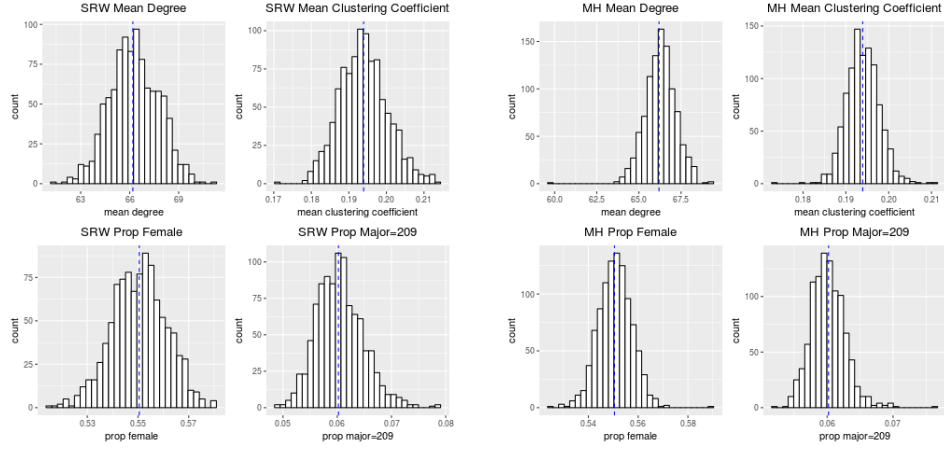 SRW Mean Degree
count
100
75
50
25
0
63
66
69
mean degree
SRW Mean Clustering Coefficient
count
100
75
50
25
0
0.17
0.18
0.19
0.20
0.21
mean clustering coefficient
MH Mean Degree
count
150
100
50
0
60.0
62.5
65.0
67.5
mean degree
MH Mean Clustering Coefficient
count
150
100
50
0
0.18
0.19
0.20
0.21
mean clustering coefficient
SRW Prop Female
count
75
50
25
0
0.53
0.55
0.57
prop female
SRW Prop Major=209
count
100
75
50
25
0
0.05
0.06
0.07
0.08
prop major=209
MH Prop Female
count
100
50
0
0.54
0.56
0.58
prop female
MH Prop Major=209
count
100
50
0
0.06
0.07
prop major=209